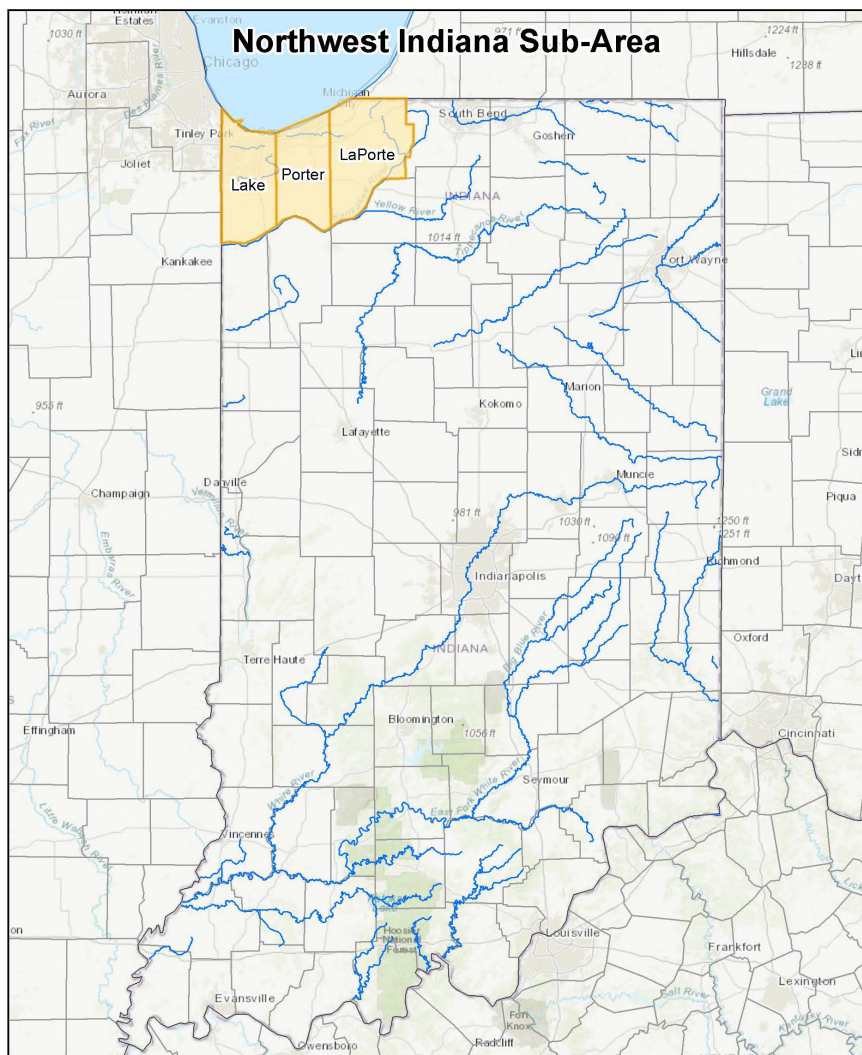 Northwest Indiana Sub-Area
Estates
Evanston
1030 ft
971 ft
1224 ft
Hillsdale
1238 ft
Chicago
Michigan
Aurora
Des Plaines River
Fox River
Tinley Park
South Bend
Goshen
Joliet
LaPorte
Porter
Lake
INDIANA
Yellow River
Tippecanoe River
1014 ft
Kankakee
Fort Wayne
Marion
Grand
Lake
955 ft
Kokomo
Lafayette
Muncie
Danville
Champaign
Vermilion River
Piqua
981 ft
1030 ft
1090 ft
1250 ft
1251 ft
Embarras River
Richmond
Indianapolis
Oxford
Big Blue River
INDIANA
Terre Haute
Bloomington
1056 ft
Effingham
Cincinnati
White River
East Fork White River
Seymour
Little Wabash River
Vincennes
Hoosier
National
Forest
Louisville
Frankfort
Lexington
Salt River
Kentucky River
Evansville
Fort
Knox
Owensboro
Radcliff